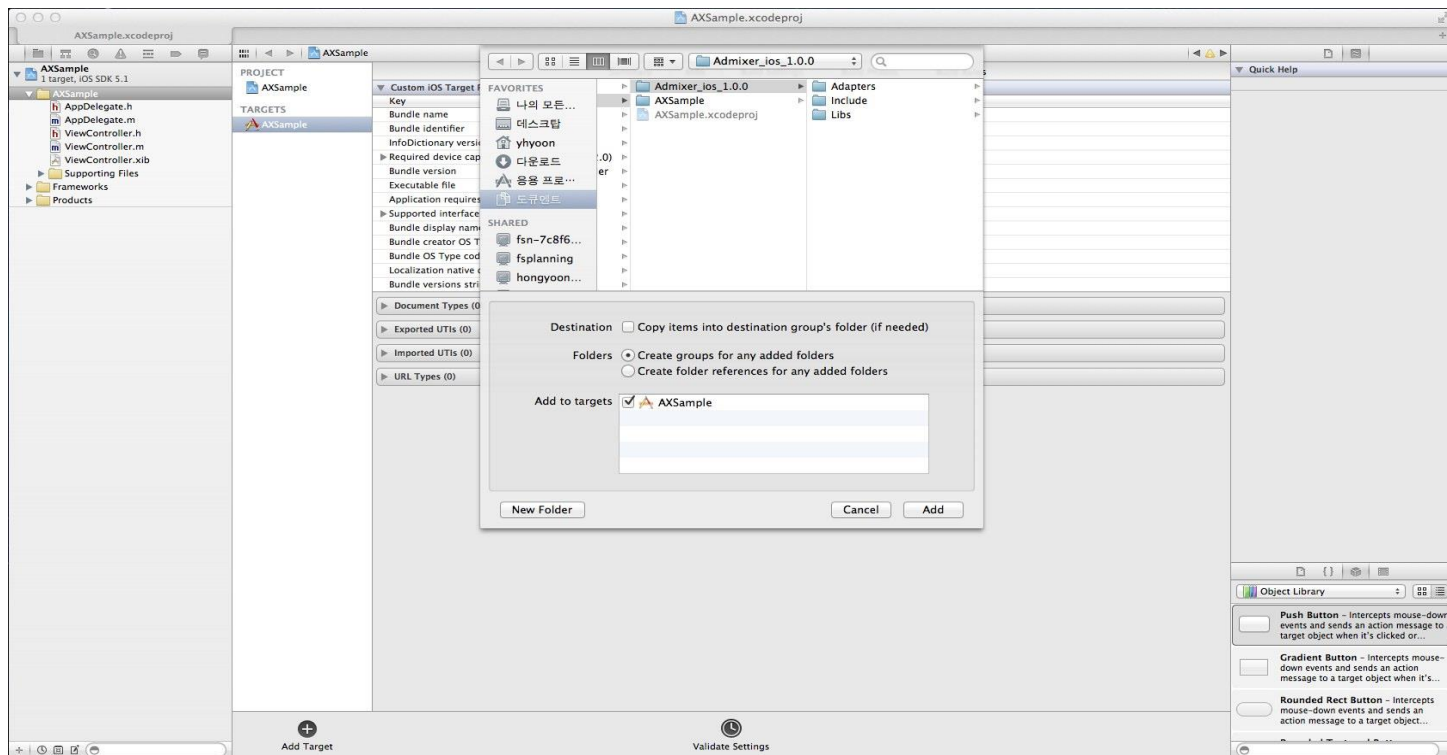 AXSample.xcodeproj
AXSample.xcodeproj
AXSample
1 target, iOS SDK 5.1
AXSample
AppDelegate.h
AppDelegate.m
ViewController.h
ViewController.m
ViewController.xib
Supporting Files
Frameworks
Products
AXSample
PROJECT
AXSample
TARGETS
AXSample
Custom iOS Target
Key
Bundle name
Bundle identifier
InfoDictionary versi
Required device cap
Bundle version
Executable file
Application requires
Supported interface
Bundle display nam
Bundle creator OS T
Bundle OS Type cod
Localization native
Bundle versions stri
.0)
er
Document Types (0
Exported UTIs (0)
Imported UTIs (0)
URL Types (0)
Admixer_ios_1.0.0
FAVORITES
나의 모든...
데스크탑
yhyoon
다운로드
응용 프로...
도큐멘트
SHARED
fsn-7c8f6...
fsplanning
hongyoon...
Admixer_ios_1.0.0
AXSample
AXSample.xcodeproj
Adapters
Include
Libs
Destination Copy items into destination group's folder (if needed)
Folders Create groups for any added folders
Create folder references for any added folders
Add to targets AXSample
New Folder
Cancel
Add
Add Target
Validate Settings
Quick Help
Object Library
Push Button - Intercepts mouse-down
events and sends an action message to
target object when it's clicked or...
Gradient Button - Intercepts mouse-
down events and sends an action
message to a target object when it's...
Rounded Rect Button - Intercepts
mouse-down events and sends an
action message to a target object...